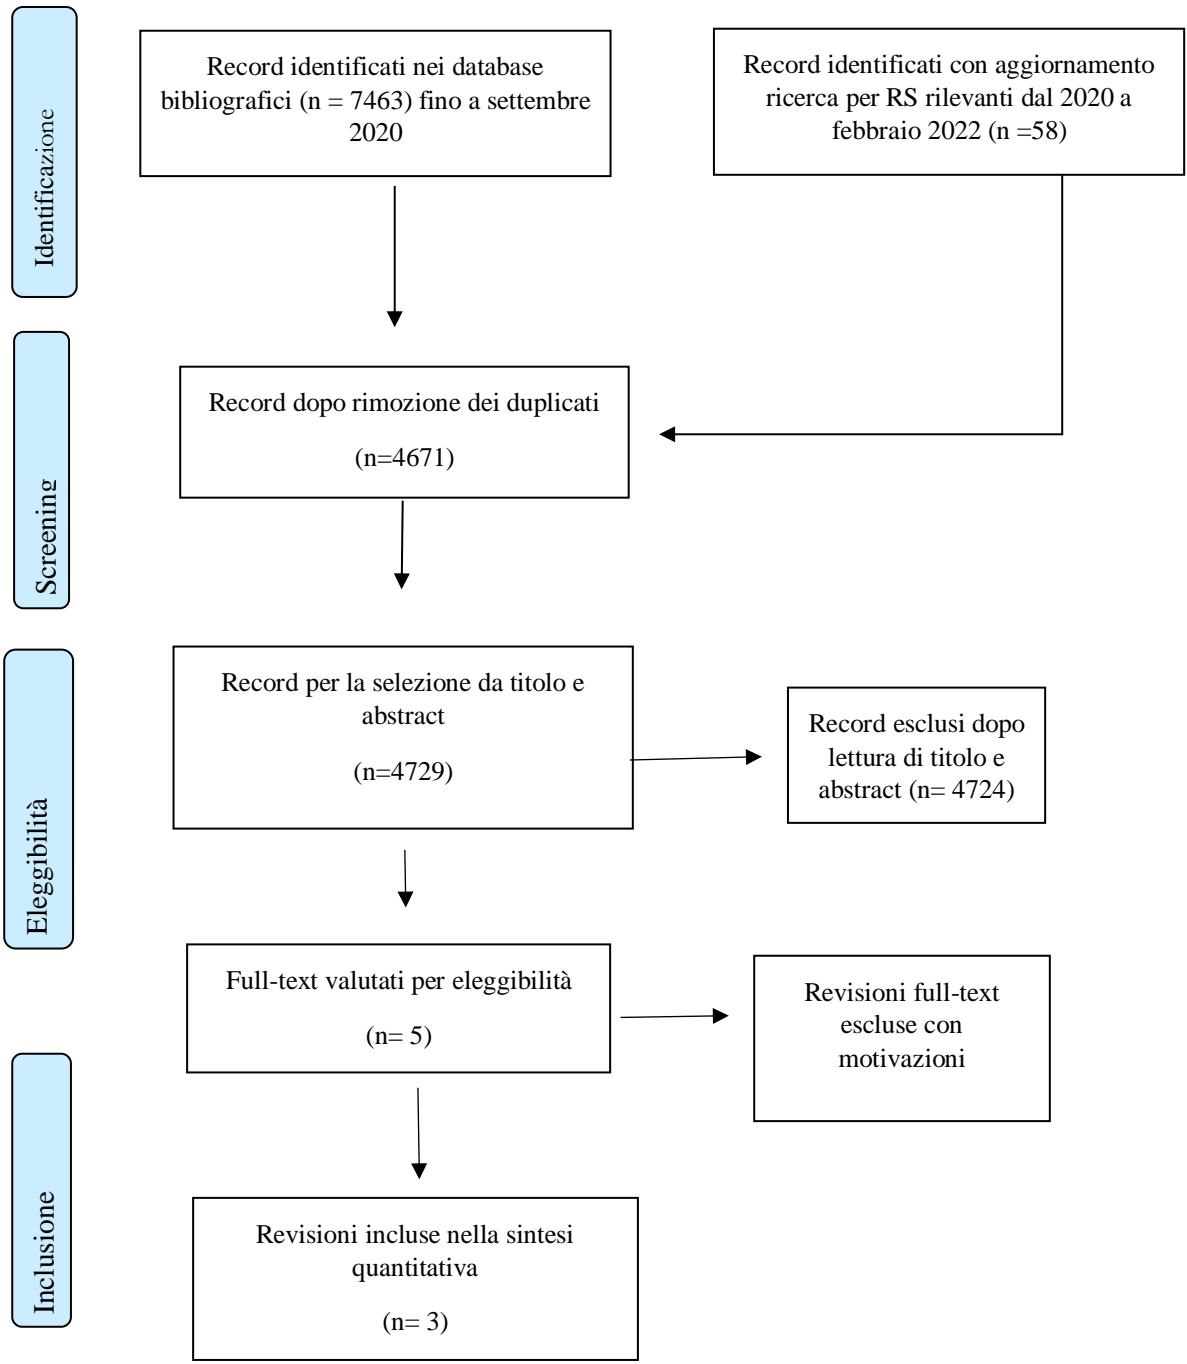 Identificazione
Record identificati nei database
bibliografici (n = 7463) fino a settembre
2020
Record identificati con aggiornamento
ricerca per RS rilevanti dal 2020 a
febbraio 2022 (n =58)
Screening
Record dopo rimozione dei duplicati
(n=4671)
Eleggibilità
Record per la selezione da titolo e
abstract
(n=4729)
Record esclusi dopo
lettura di titolo e
abstract (n= 4724)
Full-text valutati per eleggibilità
(n= 5)
Revisioni full-text
escluse con
motivazioni
Inclusione
Revisioni incluse nella sintesi
quantitativa
(n= 3)